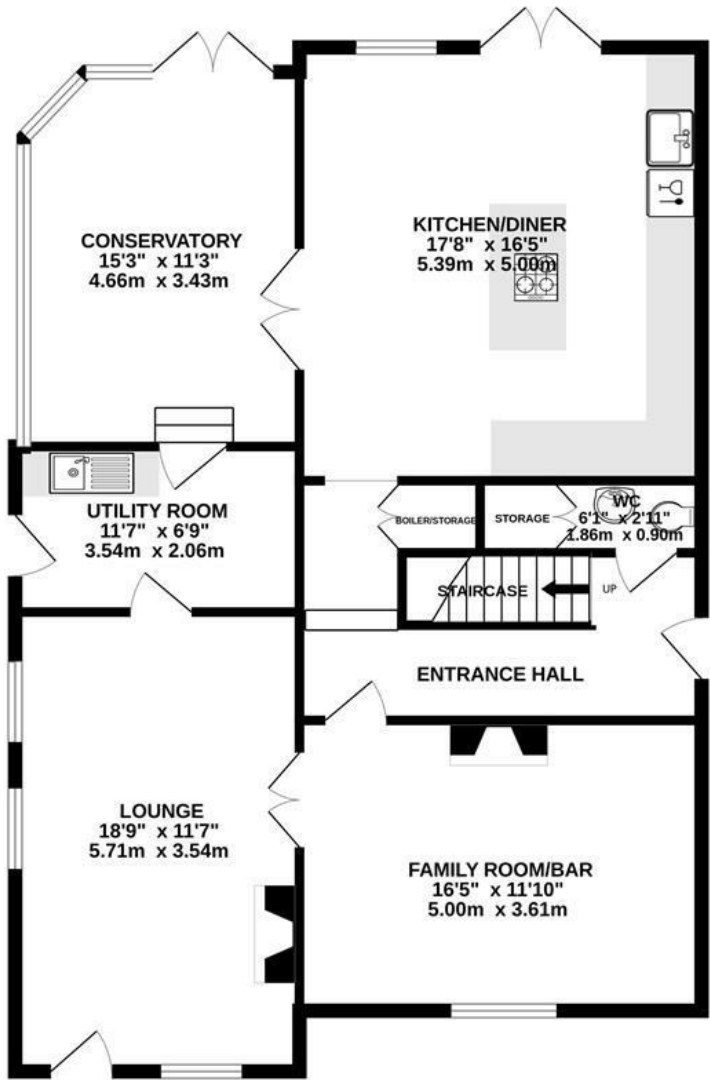 KITCHEN/DINER
17'8" x 16'5"
5.39m x 5.00m
CONSERVATORY
15'3" x 11'3"
4.66m x 3.43m
UTILITY ROOM
11'7" x 6'9"
3.54m x 2.06m
BOILER/STORAGE
STORAGE
WC
6'1" x 2'11"
1.86m x 0.90m
STAIRCASE
UP
ENTRANCE HALL
LOUNGE
18'9" x 11'7"
5.71m x 3.54m
FAMILY ROOM/BAR
16'5" x 11'10"
5.00m x 3.61m